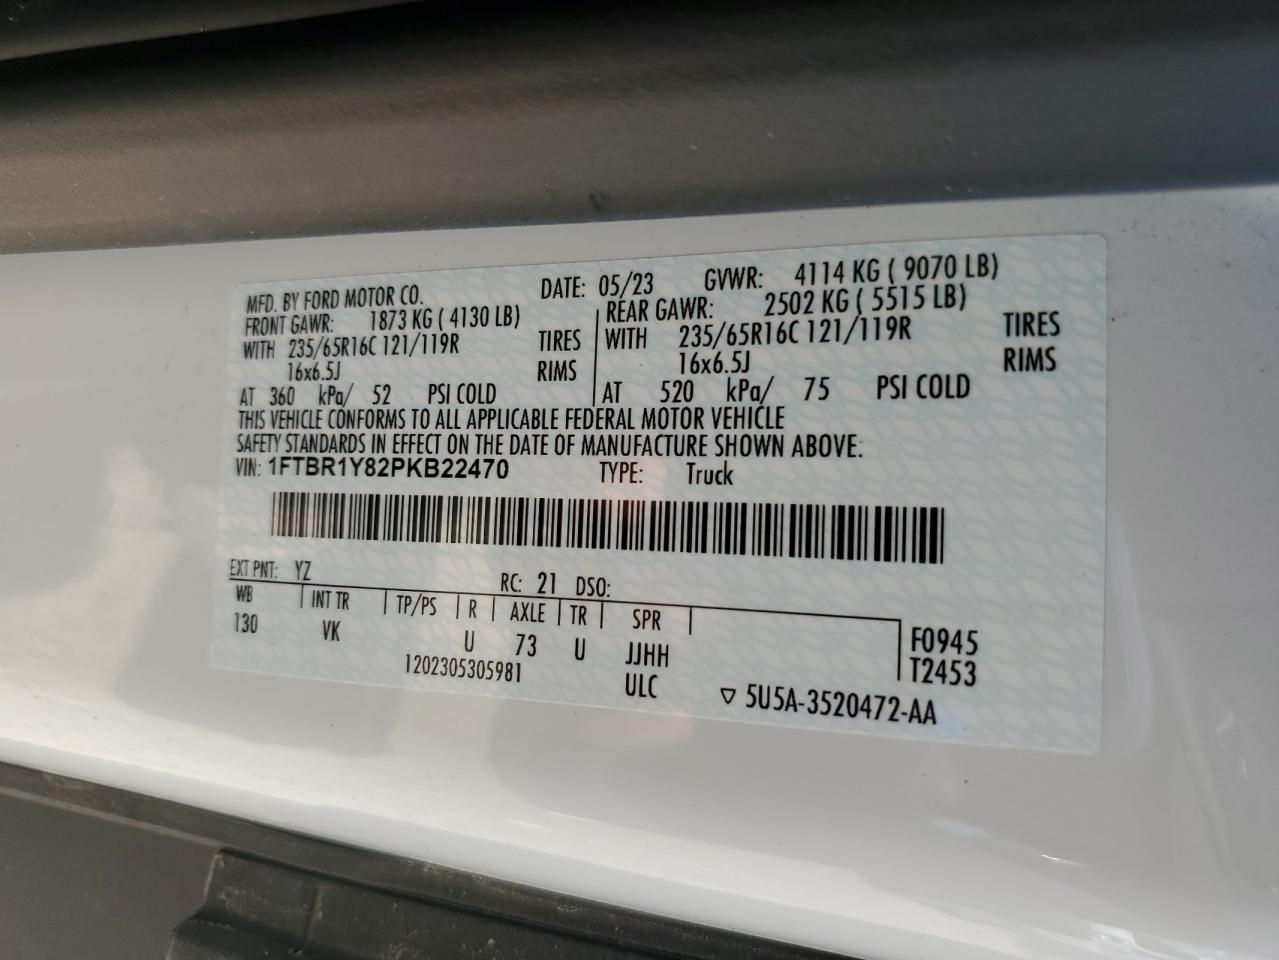 MFD. BY FORD MOTOR CO. DATE: 05/23 GVWR: 4114 KG ( 9070 LB)
FRONT GAWR: 1873 KG ( 4130 LB) REAR GAWR: 2502 KG ( 5515 LB)
WITH 235/65R16C 121/119R TIRES WITH 235/65R16C 121/119R TIRES
16x6.5J RIMS 16x6.5J RIMS
AT 360 kPa/ 52 PSI COLD AT 520 kPa/ 75 PSI COLD
THIS VEHICLE CONFORMS TO ALL APPLICABLE FEDERAL MOTOR VEHICLE
SAFETY STANDARDS IN EFFECT ON THE DATE OF MANUFACTURE SHOWN ABOVE.
VIN: 1FTBR1Y82PKB22470 TYPE: Truck
EXT PNT: YZ RC: 21 DSO:
WB INT TR TP/PS R AXLE TR SPR
130 VK U 73 U JJHH F0945
1202305305981 ULC T2453
▽ 5U5A-3520472-AA